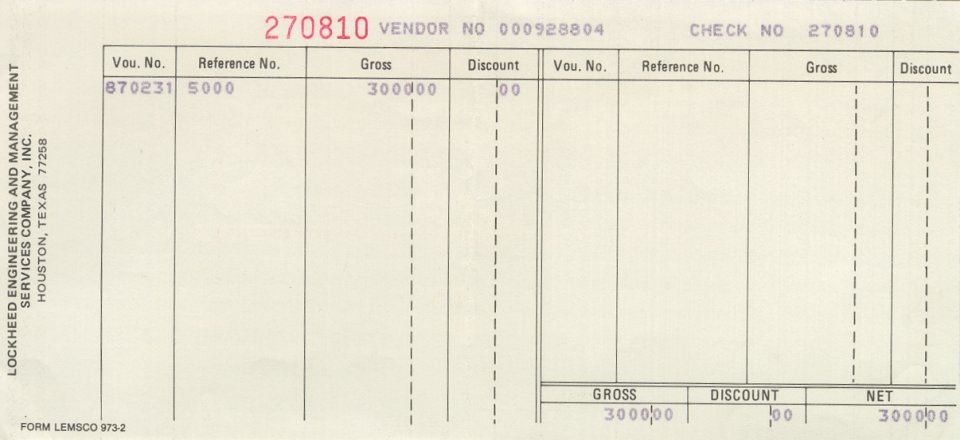 270810 VENDOR NO 000928804 CHECK NO 270810
Vou. No. Reference No. Gross Discount Vou. No. Reference No. Gross Discount
870231 5000 300000 00
LOCKHEED ENGINEERING AND MANAGEMENT
SERVICES COMPANY, INC.
HOUSTON, TEXAS 77258
GROSS DISCOUNT NET
300000 00 300000
FORM LEMSCO 973-2